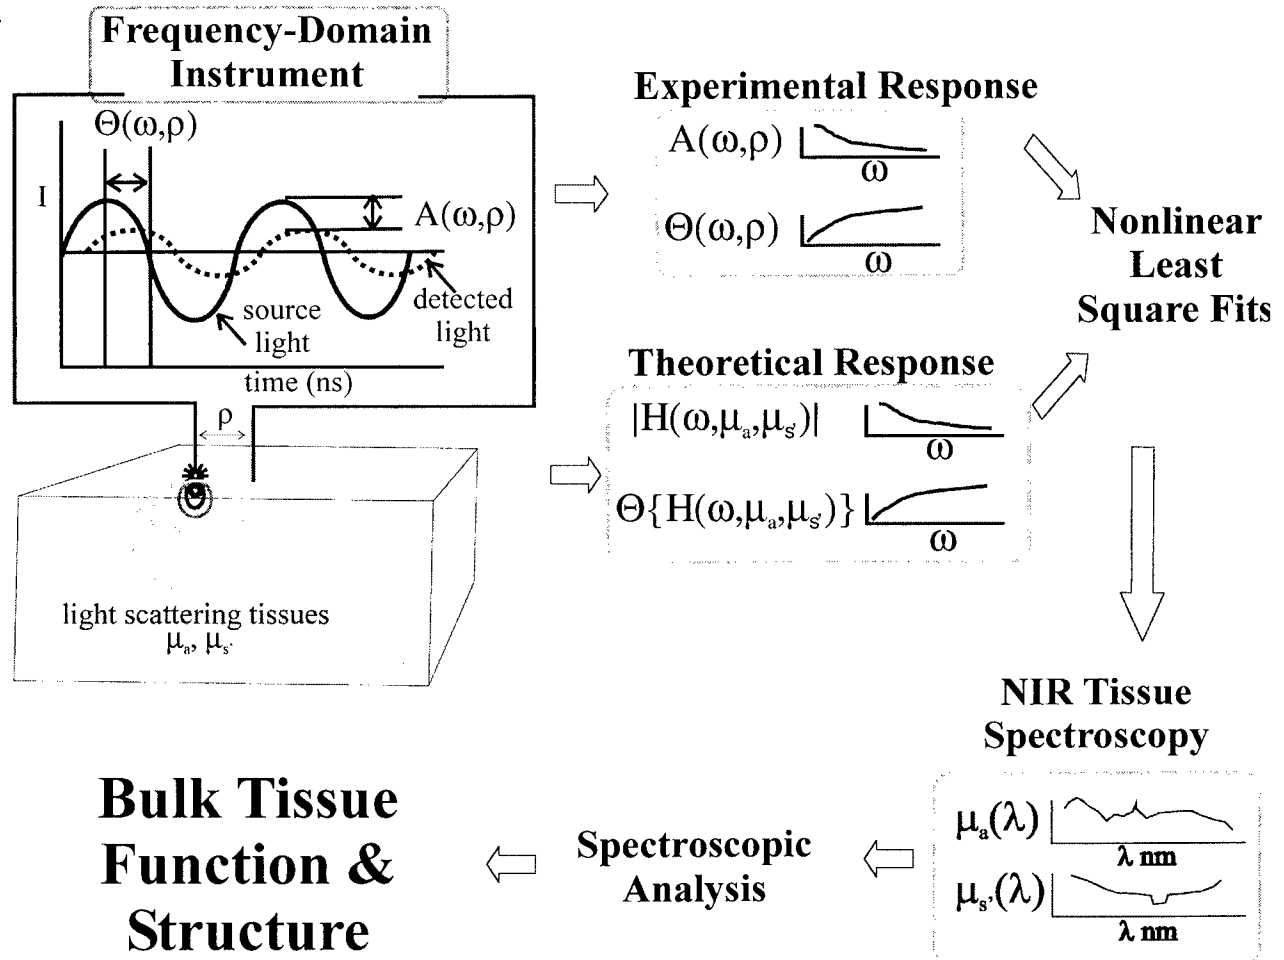 Frequency-Domain
Instrument
Θ(ω,ρ)
I
A(ω,ρ)
source
light
detected
light
time (ns)
ρ
light scattering tissues
μa, μs'
Experimental Response
A(ω,ρ)
ω
Θ(ω,ρ)
ω
Theoretical Response
|H(ω,μa,μs')|
ω
Θ{H(ω,μa,μs')}
ω
Nonlinear
Least
Square Fits
NIR Tissue
Spectroscopy
μa(λ)
λ nm
μs'(λ)
λ nm
Spectroscopic
Analysis
Bulk Tissue
Function &
Structure